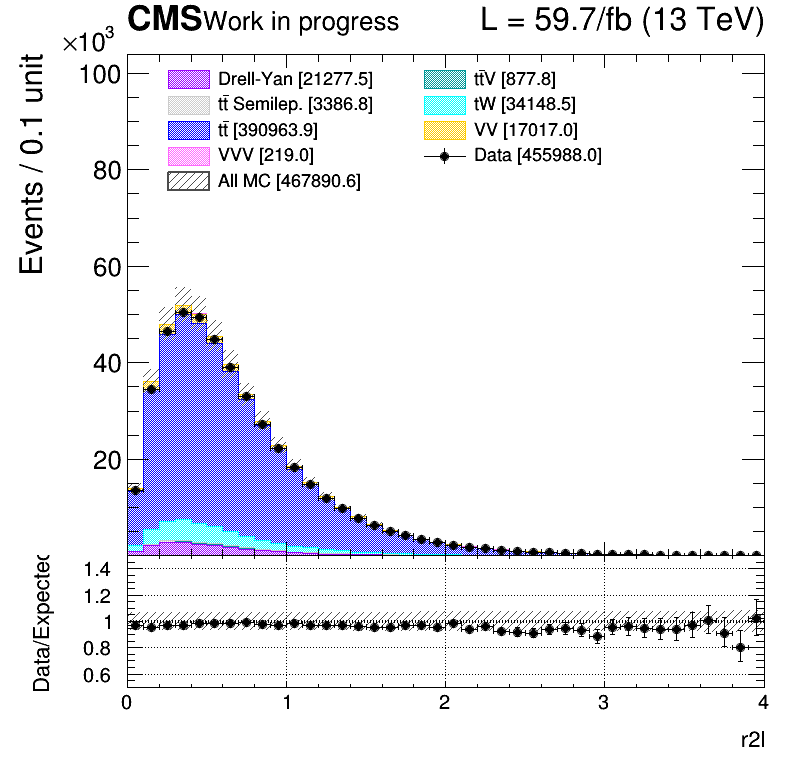 CMS Work in progress L = 59.7/fb (13 TeV)
×10³
Events / 0.1 unit
100
80
60
40
20
Drell-Yan [21277.5]
tt̄ Semilep. [3386.8]
tt̄ [390963.9]
VVV [219.0]
All MC [467890.6]
tt̄V [877.8]
tW [34148.5]
VV [17017.0]
Data [455988.0]
Data/Expected
1.4
1.2
1
0.8
0.6
0 1 2 3 4
r2l